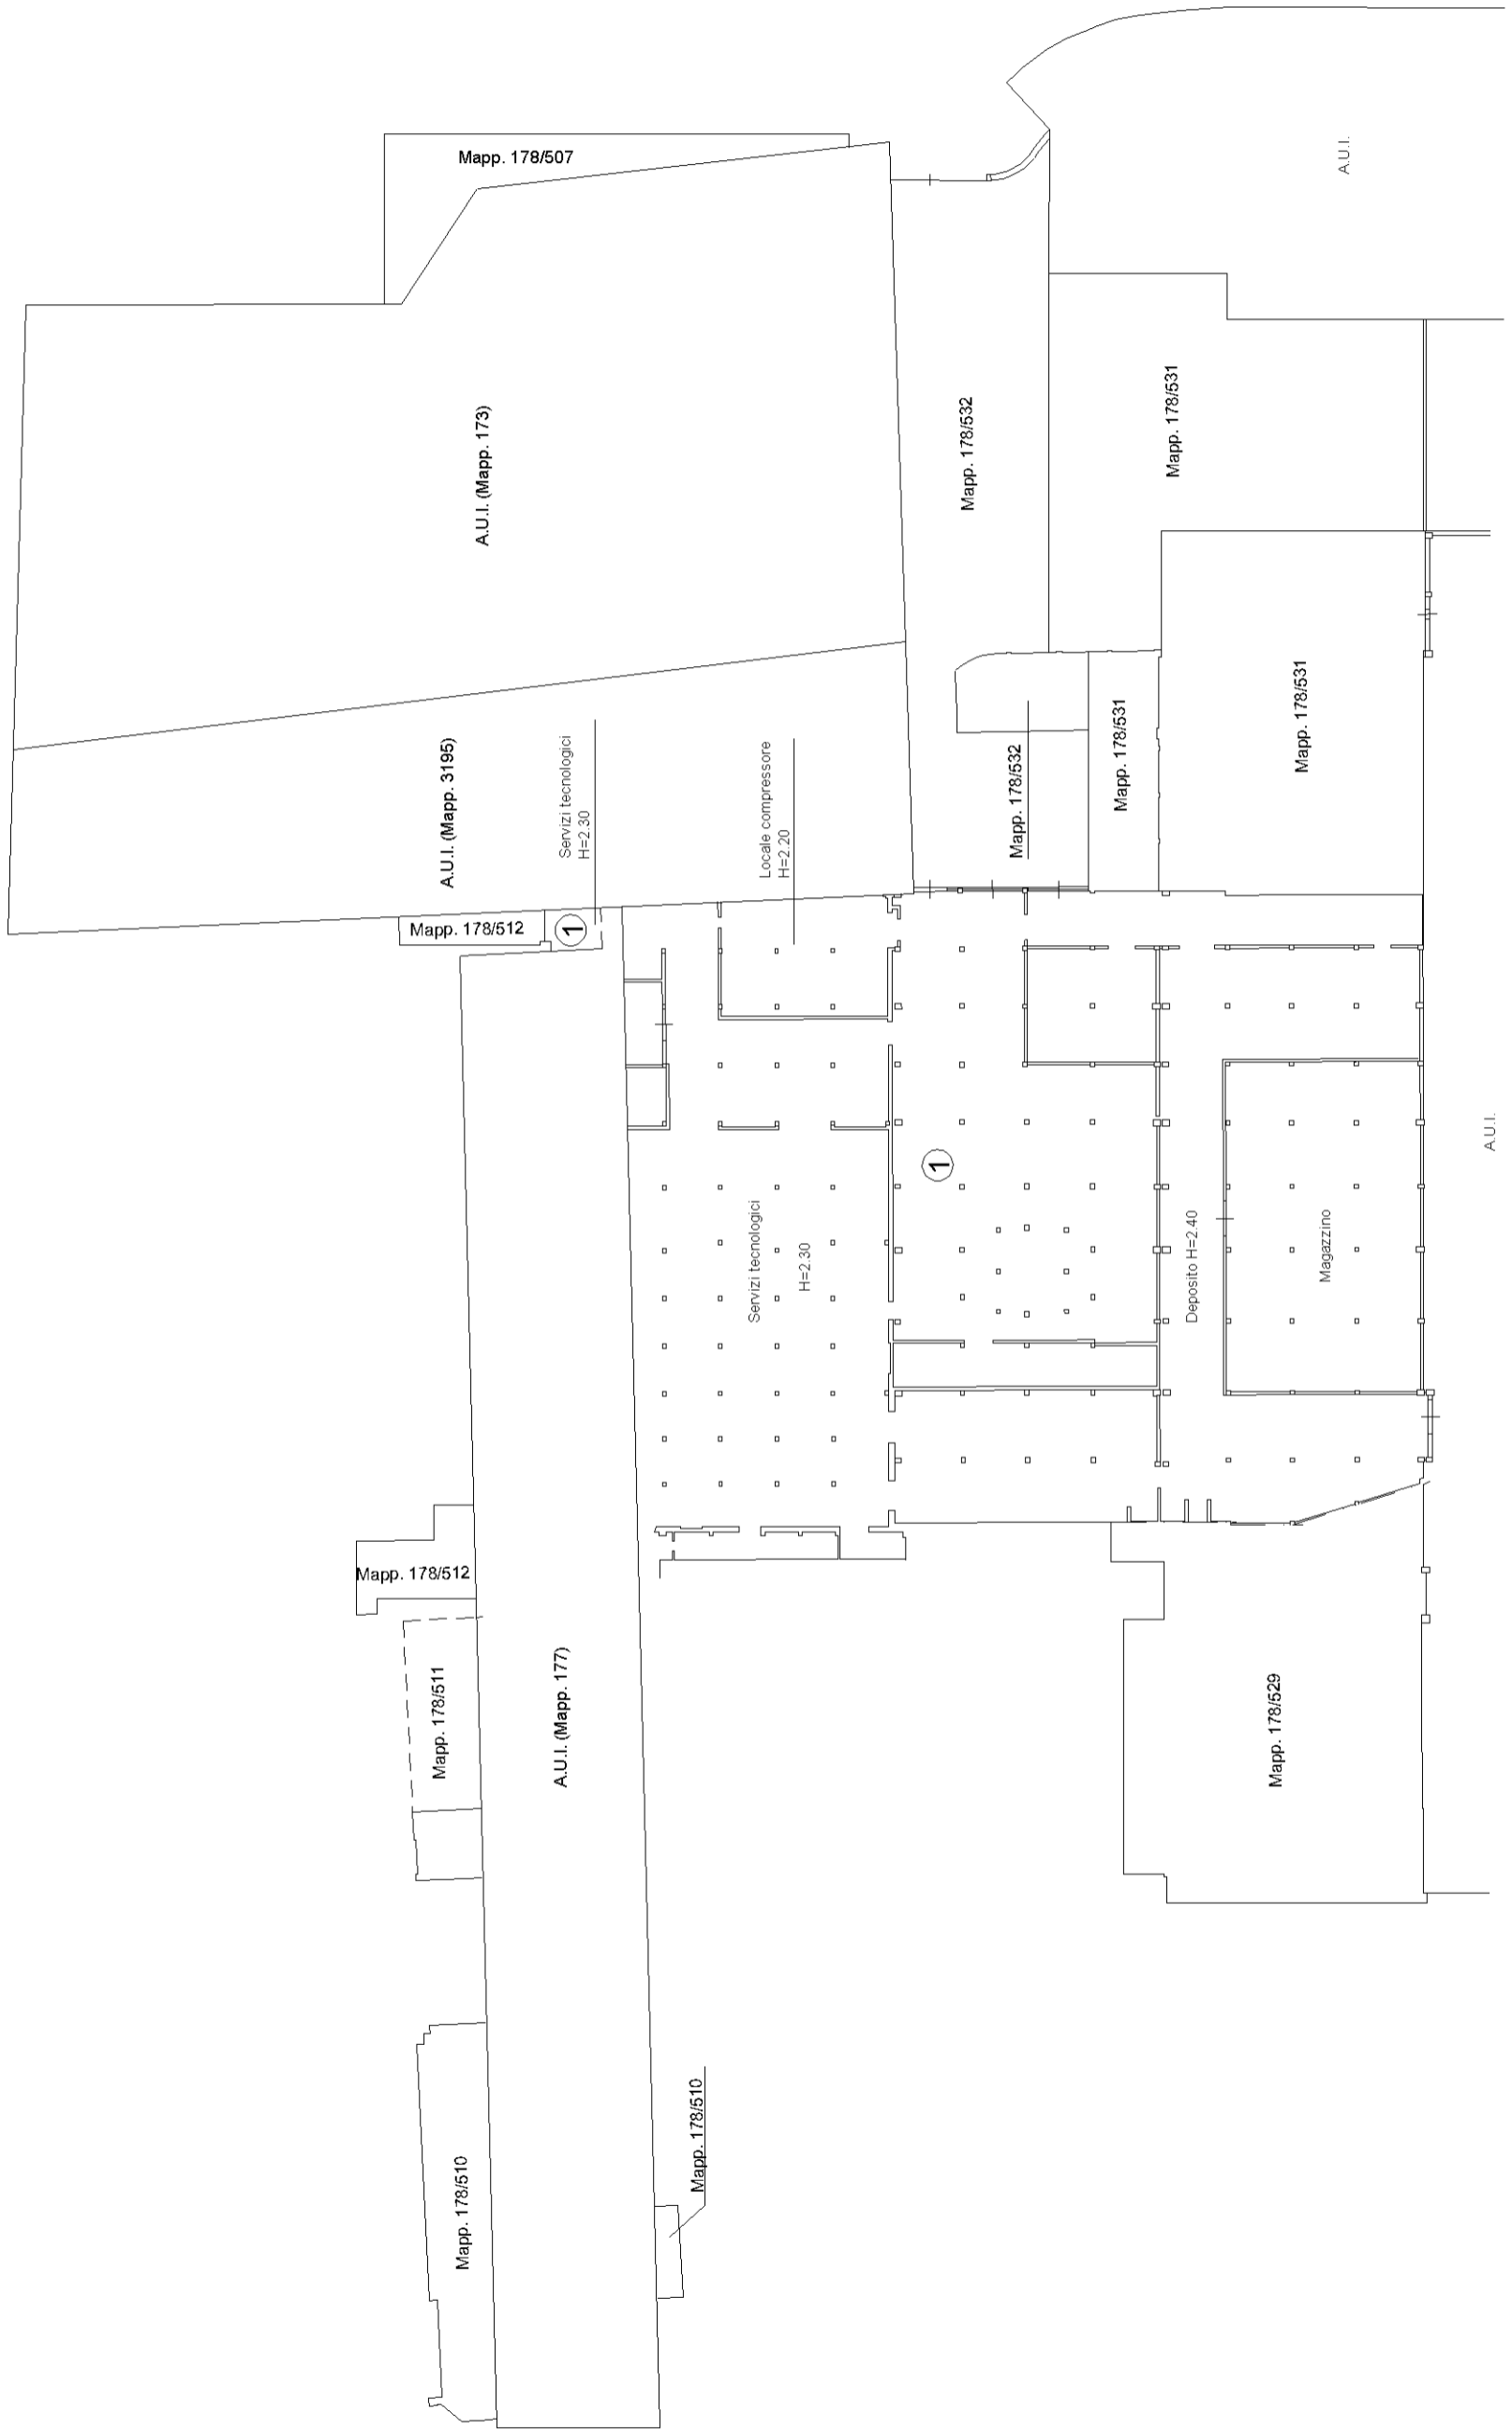 Mapp. 178/507
A.U.I.
A.U.I. (Mapp. 173)
Mapp. 178/532
Mapp. 178/531
A.U.I. (Mapp. 3195)
Servizi tecnologici
H=2.30
Locale compressore
H=2.20
Mapp. 178/532
Mapp. 178/531
Mapp. 178/531
Mapp. 178/512
1
1
Servizi tecnologici
H=2.30
Deposito H=2.40
Magazzino
A.U.I.
Mapp. 178/512
Mapp. 178/511
A.U.I. (Mapp. 177)
Mapp. 178/529
Mapp. 178/510
Mapp. 178/510